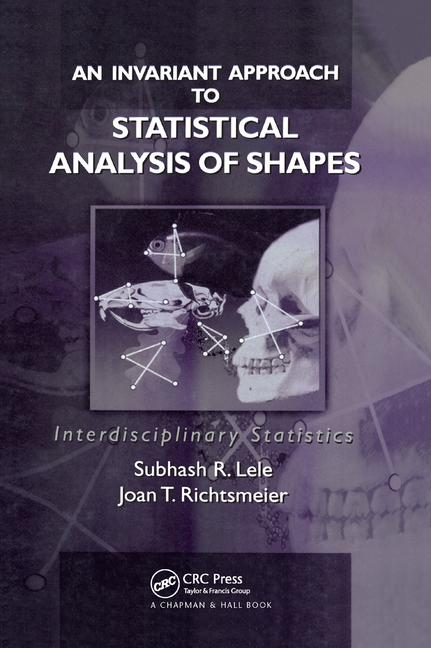 AN INVARIANT APPROACH
TO
STATISTICAL
ANALYSIS OF SHAPES
Interdisciplinary Statistics
Subhash R. Lele
Joan T. Richtsmeier
CRC CRC Press
Taylor & Francis Group
A CHAPMAN & HALL BOOK